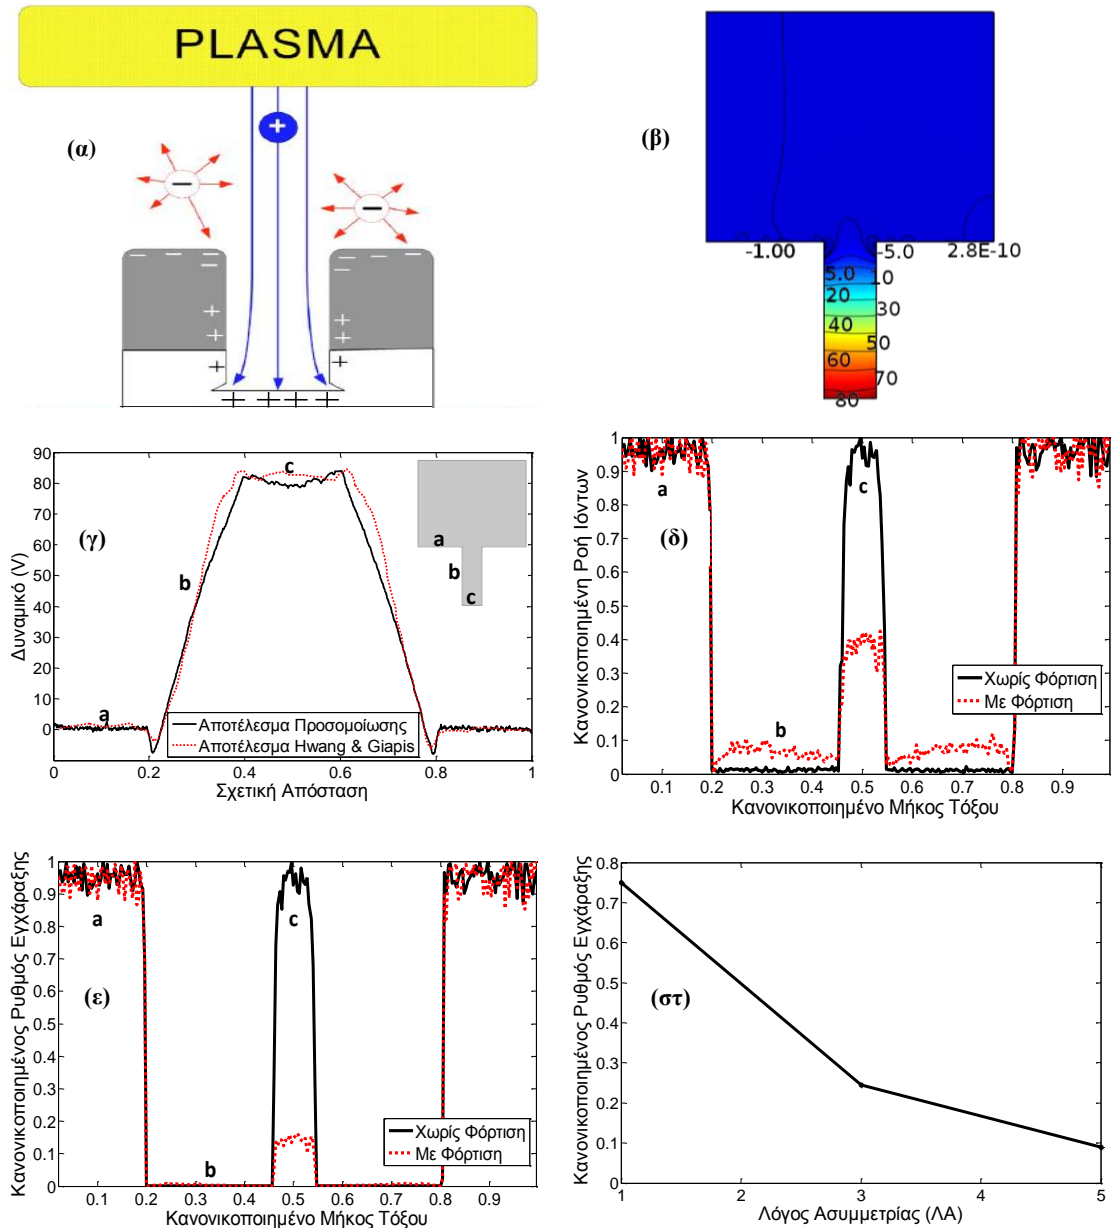 PLASMA
+
(α)
−
−
− − − −
−
− − −
−
+
+
+
+
+
+
+
+ + + +
(β)
-1.00
-5.0
2.8E-10
5.0
10
20
30
40
50
60
70
80
90
80
70
60
50
40
30
20
10
0
Δυναμικό (V)
(γ)
a
b
c
a
b
c
Αποτέλεσμα Προσομοίωσης
Αποτέλεσμα Hwang & Giapis
0 0.2 0.4 0.6 0.8 1
Σχετική Απόσταση
1
0.9
0.8
0.7
0.6
0.5
0.4
0.3
0.2
0.1
0
Κανονικοποιημένη Ροή Ιόντων
(δ)
a
b
c
Χωρίς Φόρτιση
Με Φόρτιση
0.1 0.2 0.3 0.4 0.5 0.6 0.7 0.8 0.9
Κανονικοποιημένο Μήκος Τόξου
1
0.9
0.8
0.7
0.6
0.5
0.4
0.3
0.2
0.1
0
Κανονικοποιημένος Ρυθμός Εγχάραξης
(ε)
a
b
c
Χωρίς Φόρτιση
Με Φόρτιση
0.1 0.2 0.3 0.4 0.5 0.6 0.7 0.8 0.9
Κανονικοποιημένο Μήκος Τόξου
0.8
0.7
0.6
0.5
0.4
0.3
0.2
0.1
0
Κανονικοποιημένος Ρυθμός Εγχάραξης
(στ)
1 2 3 4 5
Λόγος Ασυμμετρίας (ΛΑ)